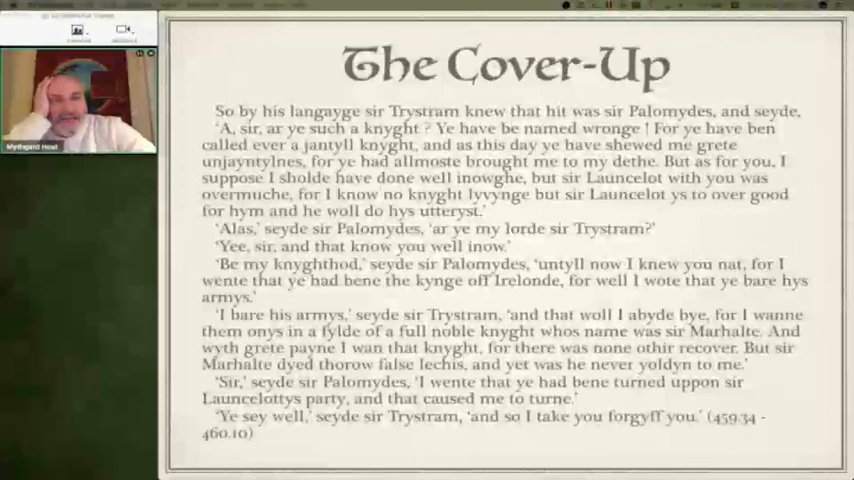 The Cover-Up
So by his langayge sir Trystram knew that hit was sir Palomydes, and seyde,
'A, sir, ar ye such a knyght ? Ye have be named wronge ! For ye have ben
called ever a jantyll knyght, and as this day ye have shewed me grete
unjayntylnes, for ye had allmoste brought me to my dethe. But as for you, I
suppose I sholde have done well inowghe, but sir Launcelot with you was
overmuche, for I know no knyght lyvynge but sir Launcelot ys to over good
for hym and he woll do hys utteryst.'
'Alas,' seyde sir Palomydes, 'ar ye my lorde sir Trystram?'
'Yee, sir, and that know you well inow.'
'Be my knyghthod,' seyde sir Palomydes, 'untyll now I knew you nat, for I
wente that ye had bene the kynge off Irelonde, for well I wote that ye bare hys
armys.'
'I bare his armys,' seyde sir Trystram, 'and that woll I abyde bye, for I wanne
them onys in a fylde of a full noble knyght whos name was sir Marhalte. And
wyth grete payne I wan that knyght, for there was none othir recover. But sir
Marhalte dyed thorow false lechis, and yet was he never yoldyn to me.'
'Sir,' seyde sir Palomydes, 'I wente that ye had bene turned uppon sir
Launcelottys party, and that caused me to turne.'
'Ye sey well,' seyde sir Trystram, 'and so I take you forgyff you.' (459.34 -
460.10)
Mythgard Host